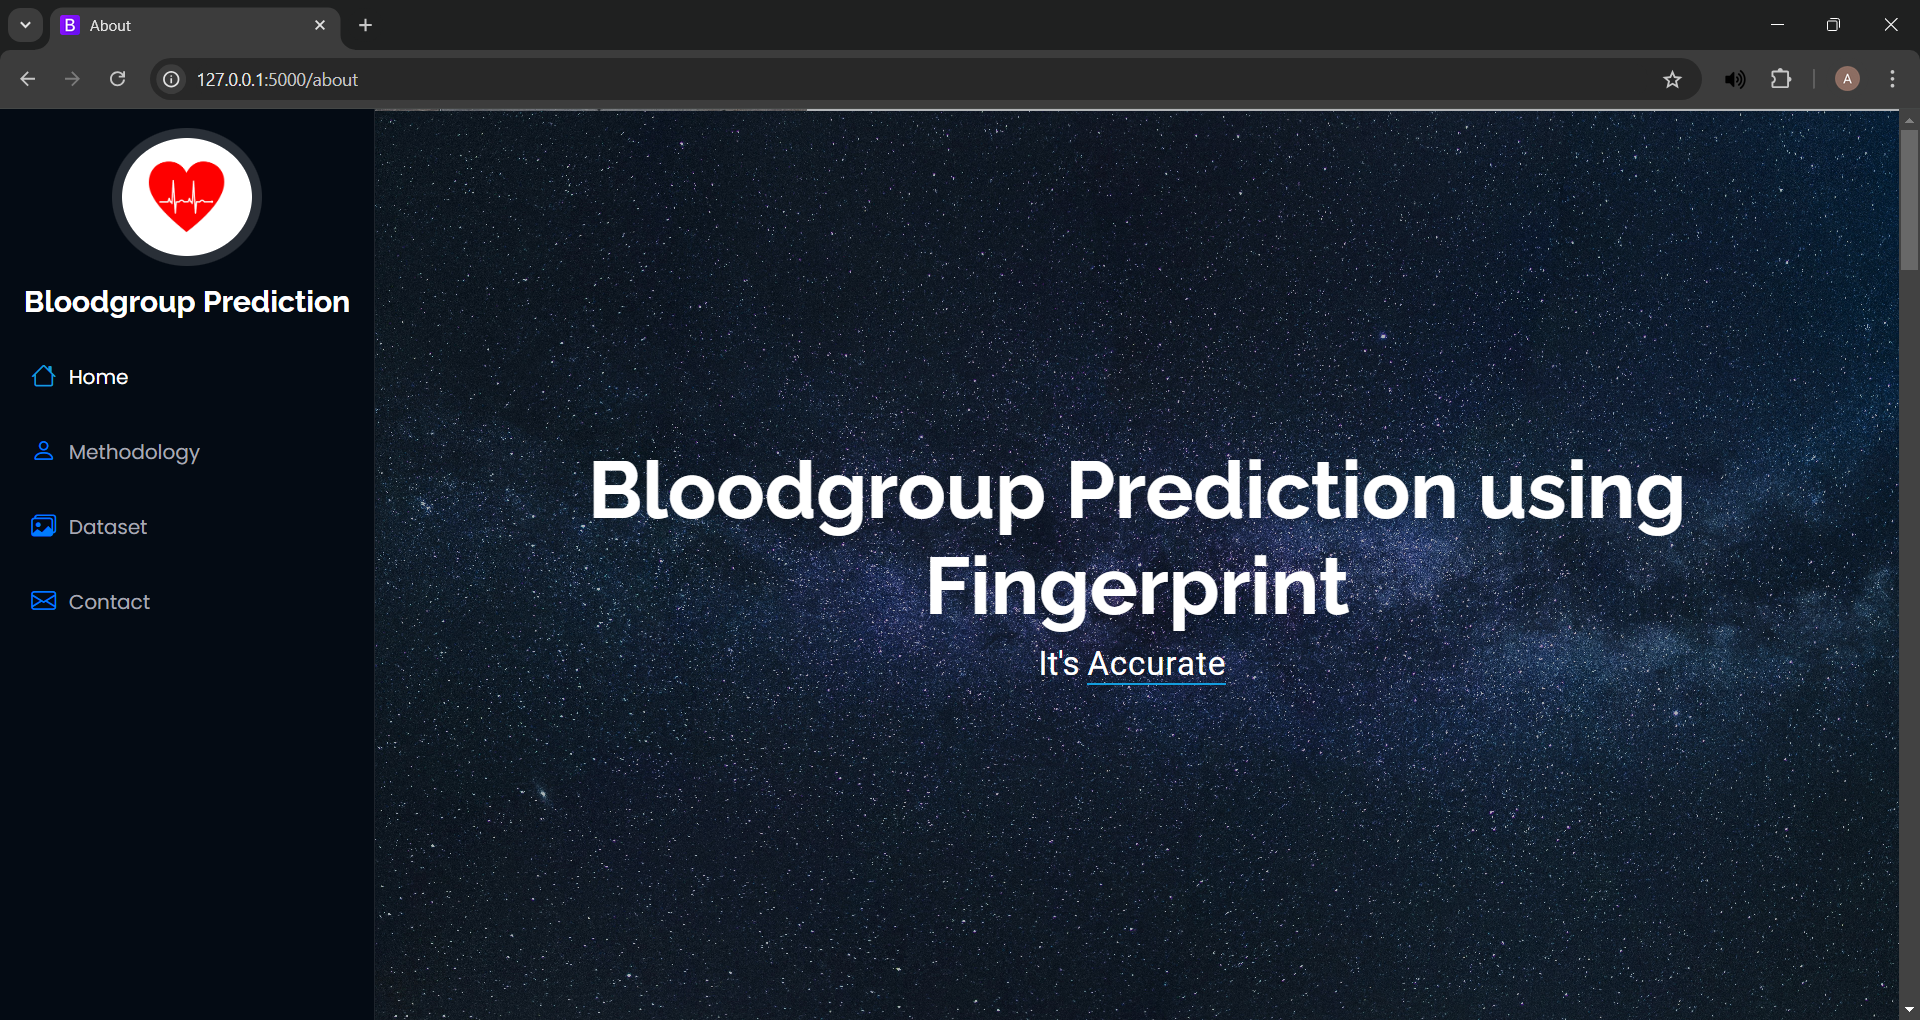 B About
127.0.0.1:5000/about
A
Bloodgroup Prediction
Home
Methodology
Dataset
Contact
Bloodgroup Prediction using
Fingerprint
It's Accurate